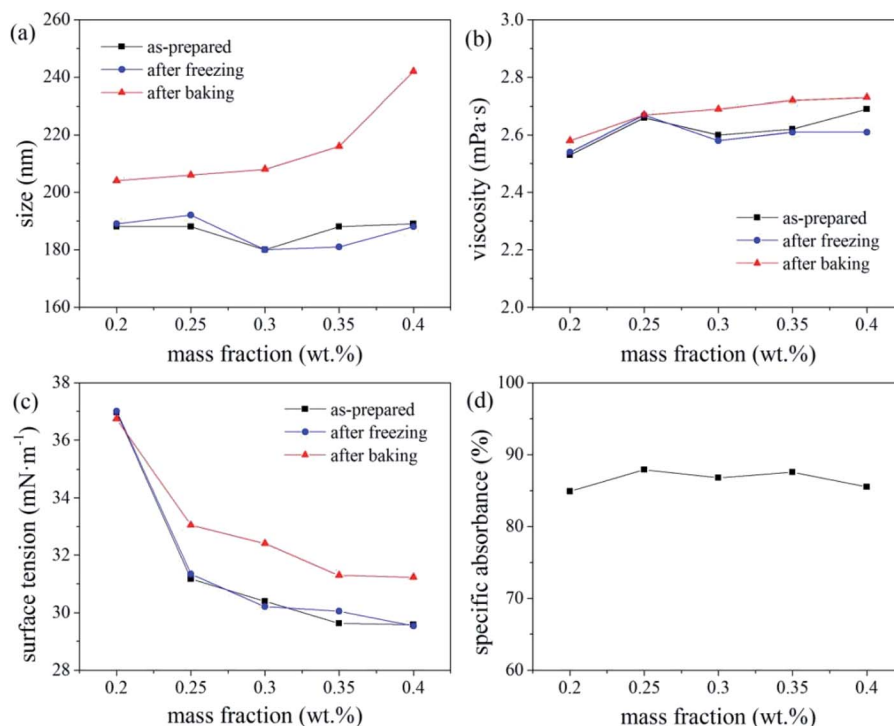 (a)
as-prepared
after freezing
after baking
260
240
220
200
180
160
size (nm)
0.2 0.25 0.3 0.35 0.4
mass fraction (wt.%)
(b)
3.0
2.8
2.6
2.4
2.2
2.0
viscosity (mPa·s)
as-prepared
after freezing
after baking
0.2 0.25 0.3 0.35 0.4
mass fraction (wt.%)
(c)
as-prepared
after freezing
after baking
38
36
34
32
30
28
surface tension (mN·m⁻¹)
0.2 0.25 0.3 0.35 0.4
mass fraction (wt.%)
(d)
100
90
80
70
60
specific absorbance (%)
0.2 0.25 0.3 0.35 0.4
mass fraction (wt.%)